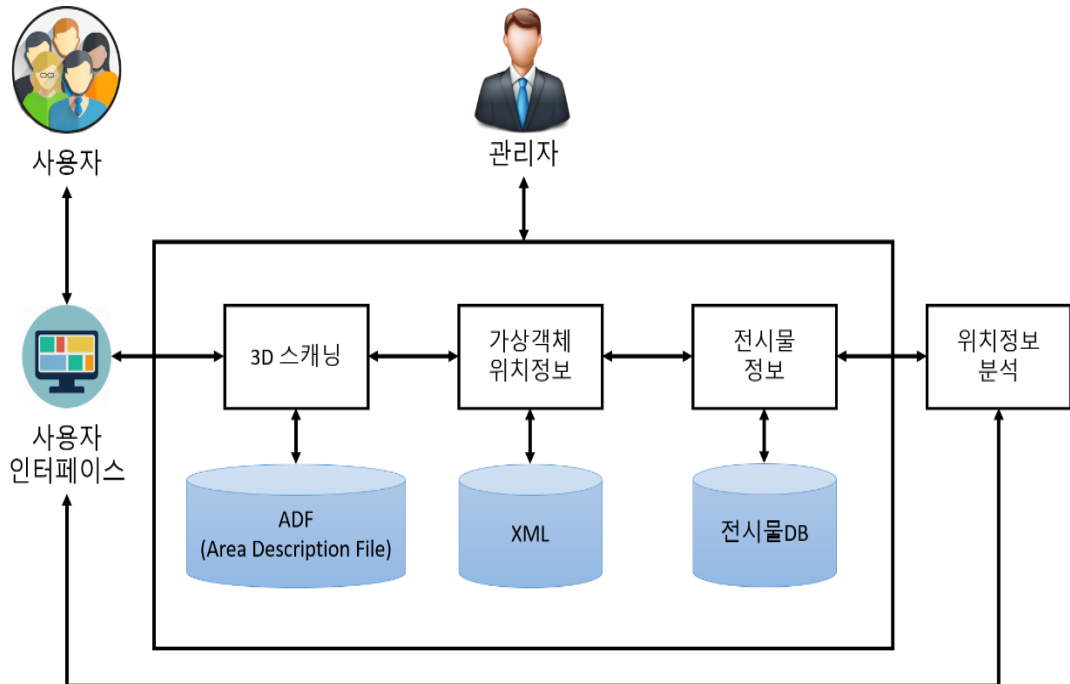 사용자
관리자
3D 스캐닝
가상객체
위치정보
전시물
정보
위치정보
분석
사용자
인터페이스
ADF
(Area Description File)
XML
전시물DB